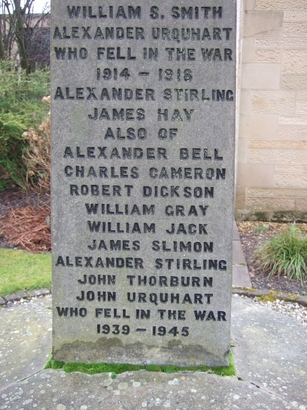 WILLIAM S. SMITH
ALEXANDER URQUHART
WHO FELL IN THE WAR
1914 – 1918
ALEXANDER STIRLING
JAMES HAY
ALSO OF
ALEXANDER BELL
CHARLES CAMERON
ROBERT DICKSON
WILLIAM GRAY
WILLIAM JACK
JAMES SLIMON
ALEXANDER STIRLING
JOHN THORBURN
JOHN URQUHART
WHO FELL IN THE WAR
1939 – 1945